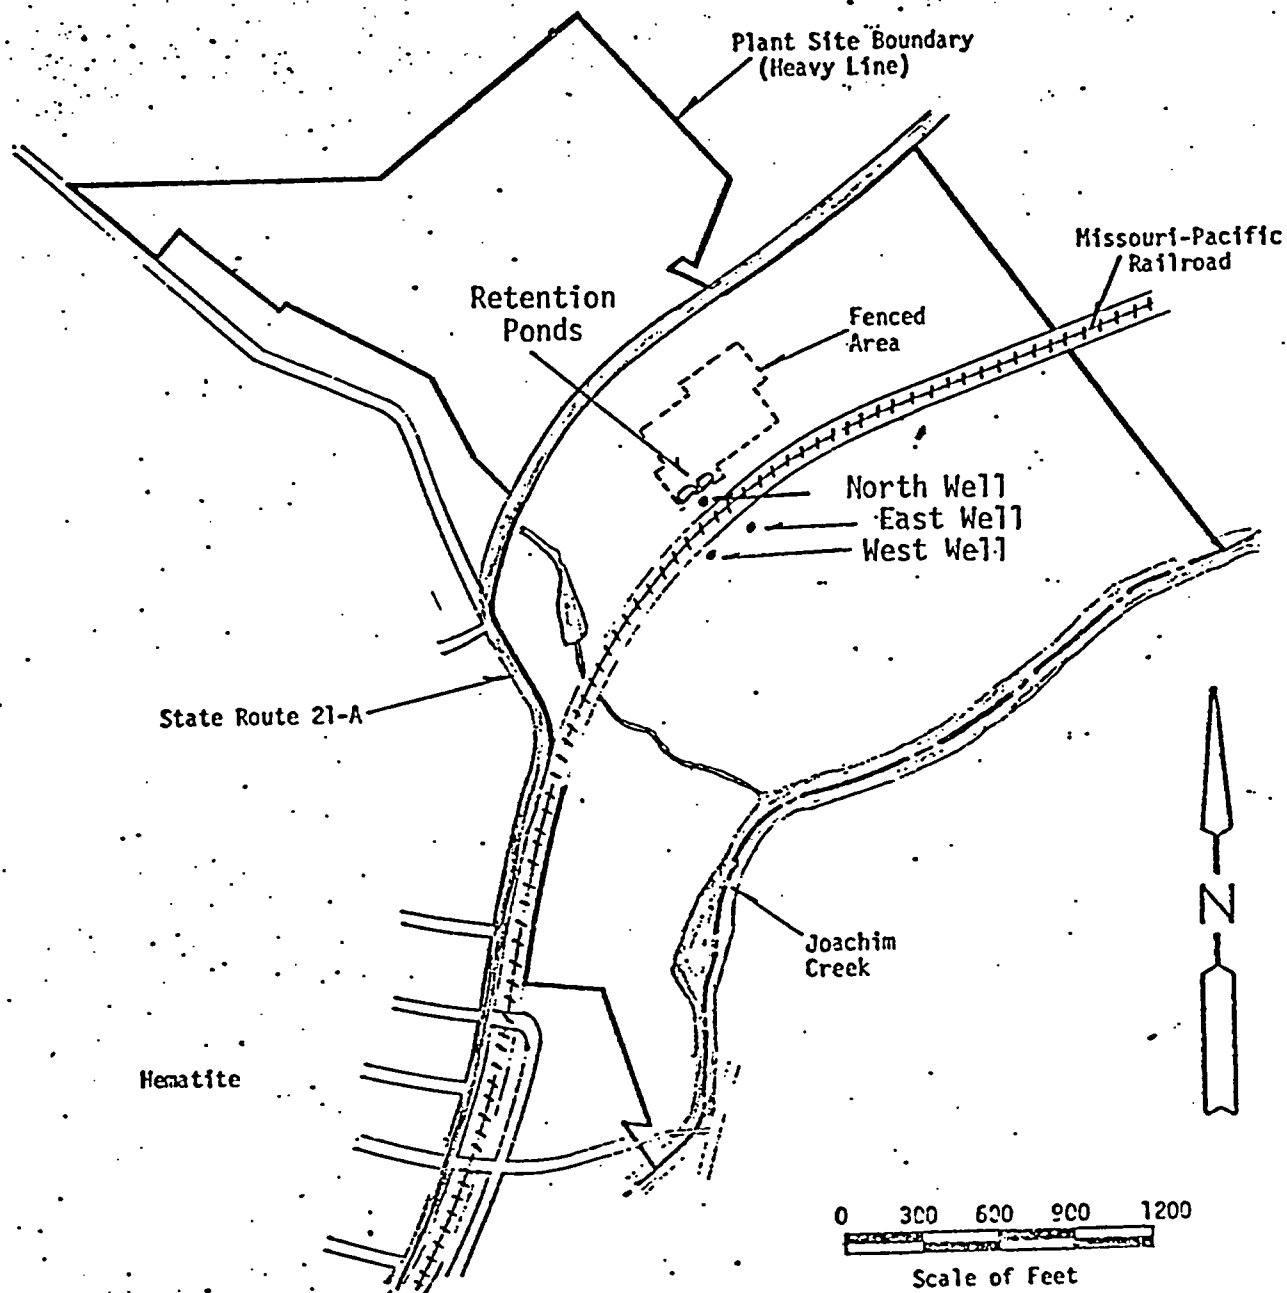 Plant Site Boundary
(Heavy Line)
Missouri-Pacific
Railroad
Retention
Ponds
Fenced
Area
North Well
East Well
West Well
State Route 21-A
N
Joachim
Creek
Hematite
0 300 600 900 1200
Scale of Feet